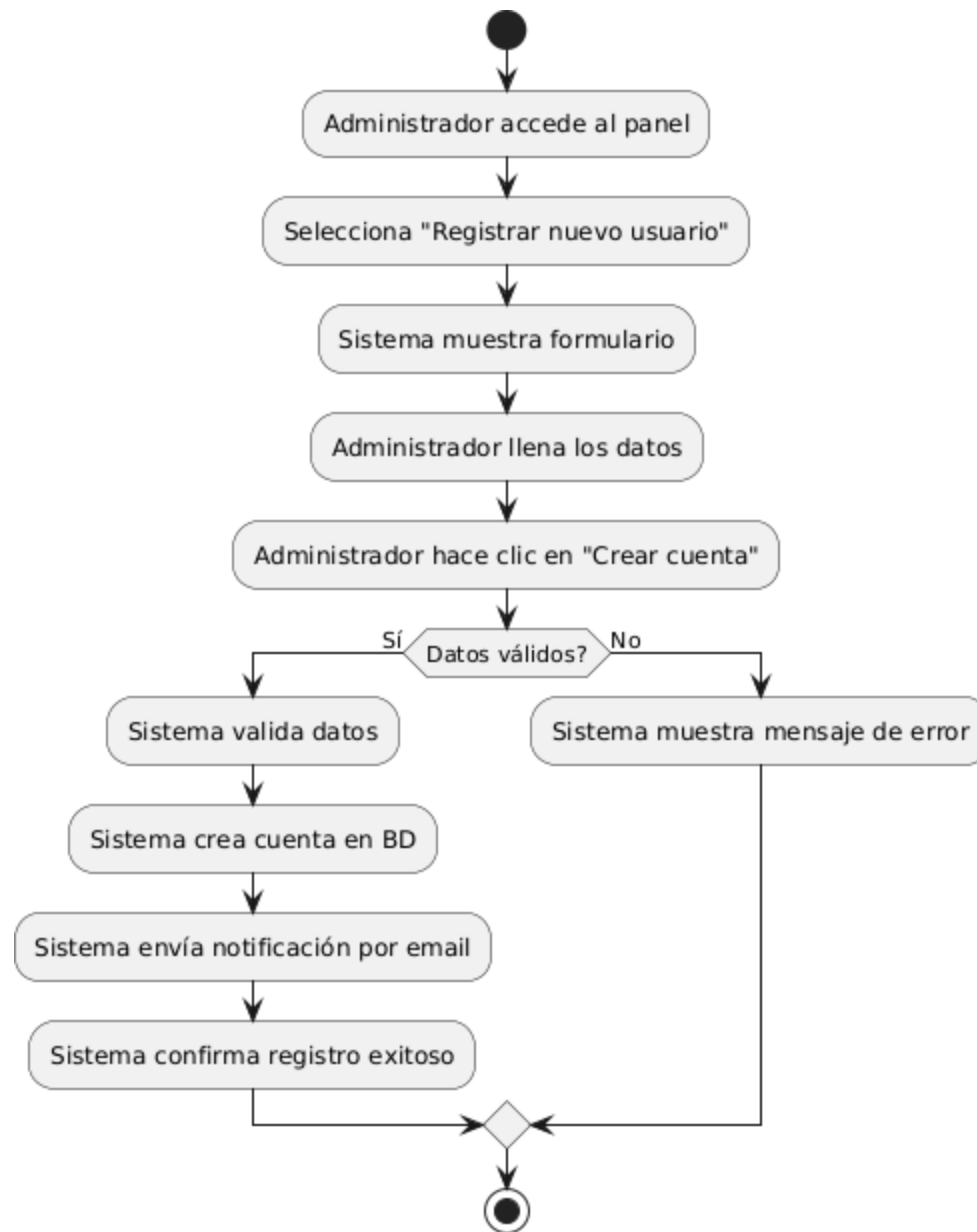 Administrador accede al panel
Selecciona "Registrar nuevo usuario"
Sistema muestra formulario
Administrador llena los datos
Administrador hace clic en "Crear cuenta"
Sí
Datos válidos?
No
Sistema valida datos
Sistema muestra mensaje de error
Sistema crea cuenta en BD
Sistema envía notificación por email
Sistema confirma registro exitoso